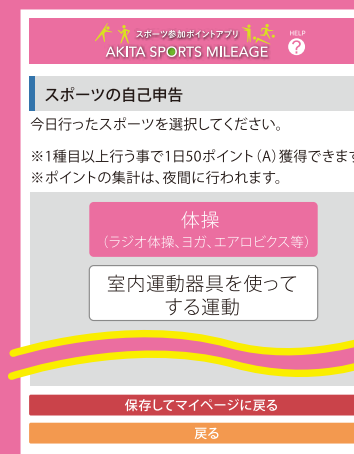 スポーツ参加ポイントアプリ
AKITA SPORTS MILEAGE
HELP
?
スポーツの自己申告
今日行ったスポーツを選択してください。
※1種目以上行う事で1日50ポイント（A）獲得できます
※ポイントの集計は、夜間に行われます。
体操
（ラジオ体操、ヨガ、エアロビクス等）
室内運動器具を使って
する運動
保存してマイページに戻る
戻る